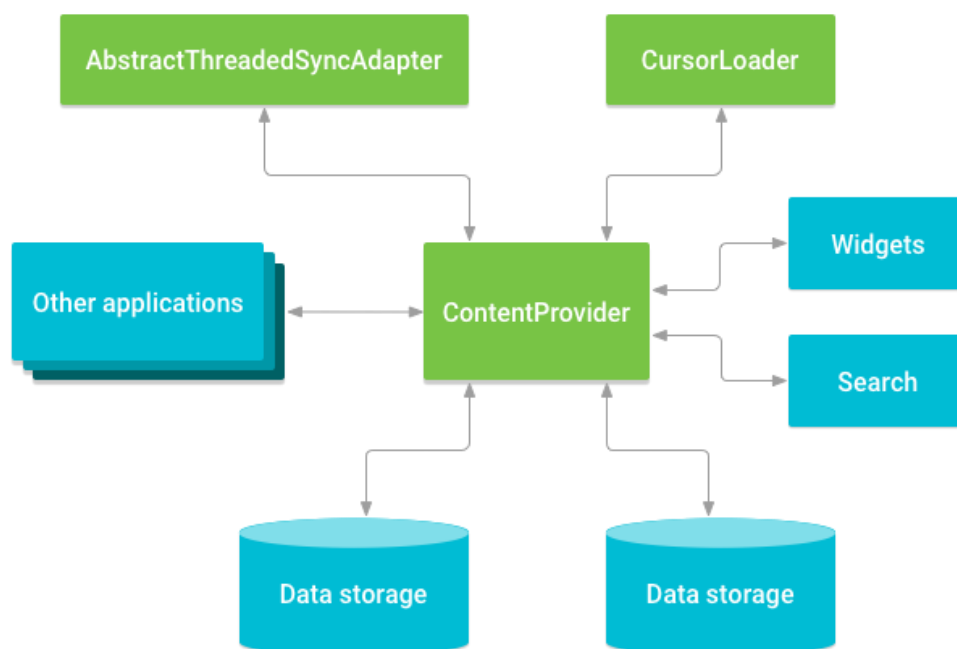 AbstractThreadedSyncAdapter
CursorLoader
Widgets
Other applications
ContentProvider
Search
Data storage
Data storage